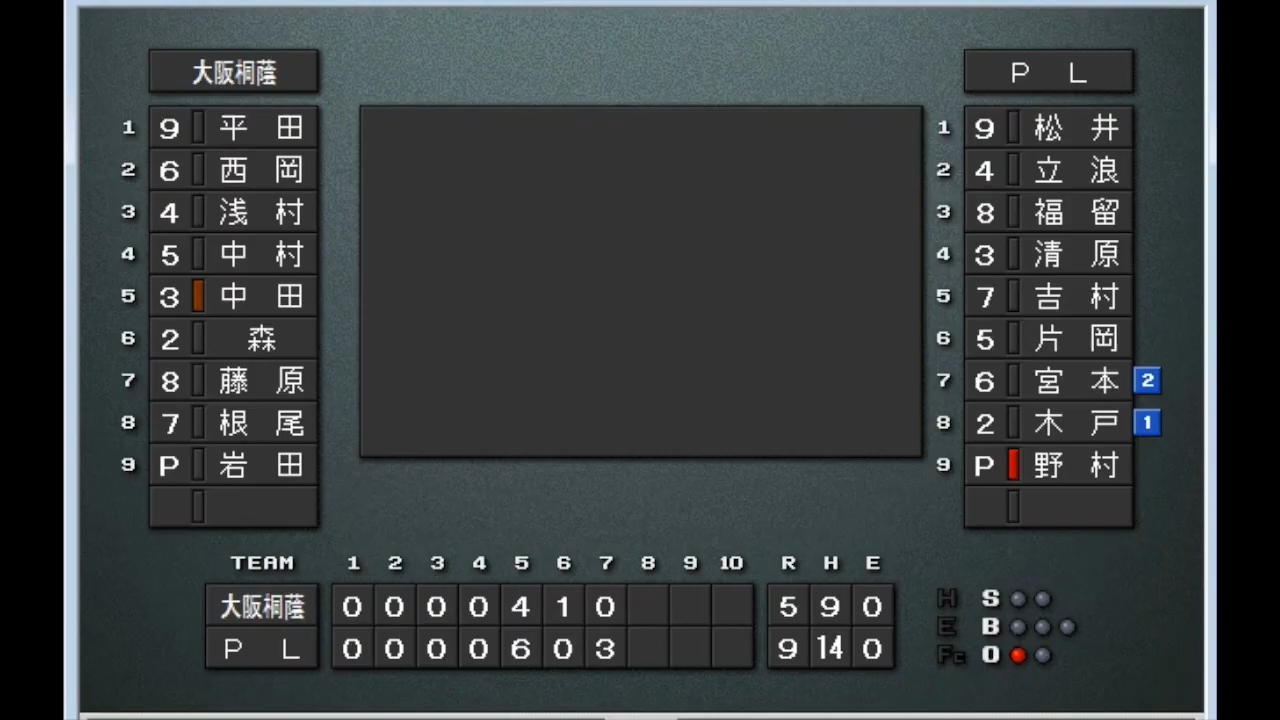 大阪桐蔭
1 9 平田
2 6 西岡
3 4 浅村
4 5 中村
5 3 中田
6 2 森
7 8 藤原
8 7 根尾
9 P 岩田
P L
1 9 松井
2 4 立浪
3 8 福留
4 3 清原
5 7 吉村
6 5 片岡
7 6 宮本 2
8 2 木戸 1
9 P 野村
TEAM 1 2 3 4 5 6 7 8 9 10 R H E
大阪桐蔭 0 0 0 0 4 1 0 5 9 0
P L 0 0 0 0 6 0 3 9 14 0
H S
E B
Fc O